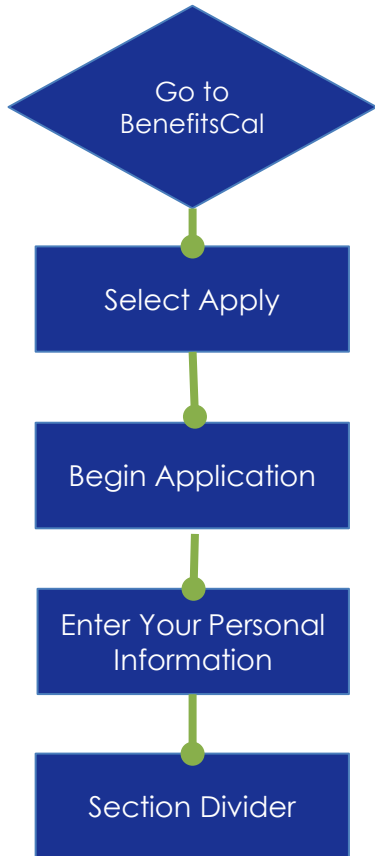 Go to
BenefitsCal
Select Apply
Begin Application
Enter Your Personal
Information
Section Divider